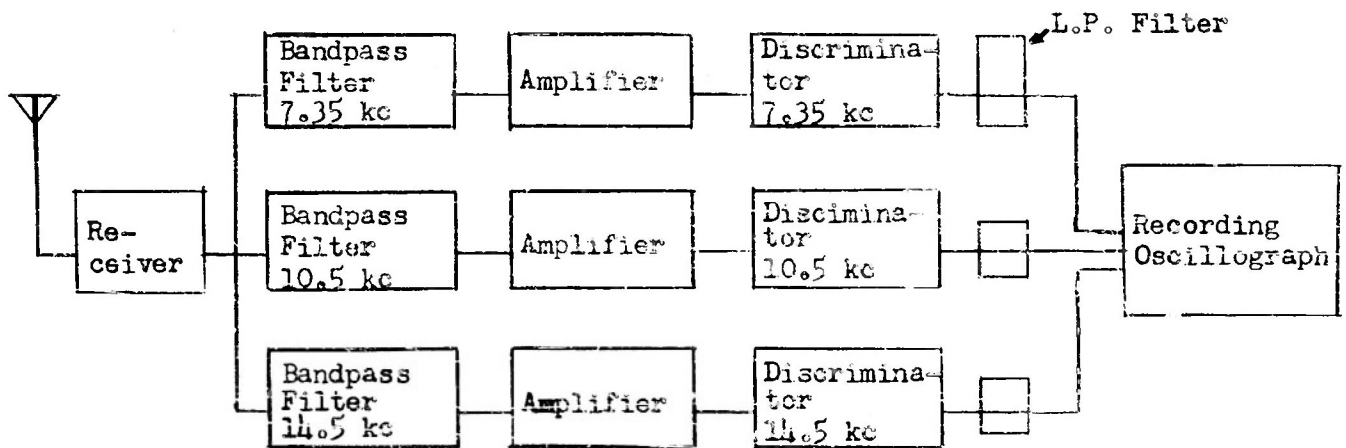 L.P. Filter
Bandpass
Filter
7.35 kc
Amplifier
Discrimina-
tor
7.35 kc
Re-
ceiver
Bandpass
Filter
10.5 kc
Amplifier
Disciminа-
tor
10.5 kc
Recording
Oscillograph
Bandpass
Filter
14.5 kc
Amplifier
Discrimina-
tor
14.5 kc